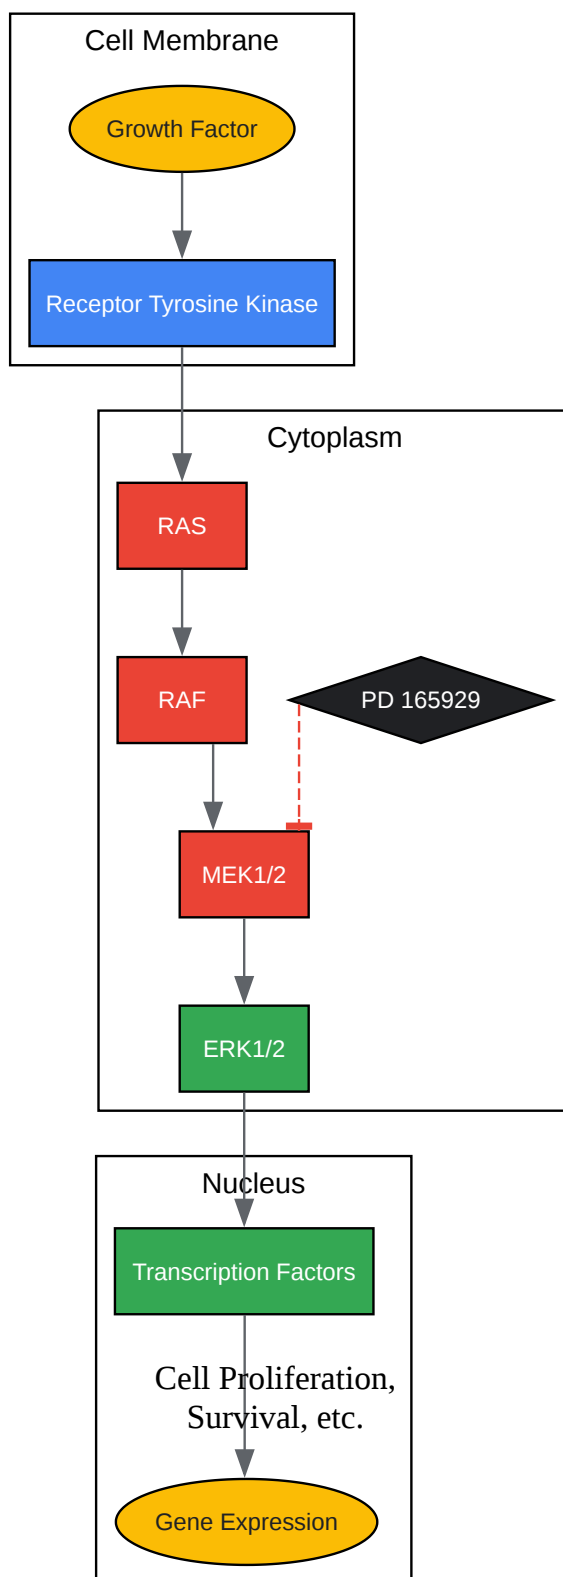 Cell Membrane
Growth Factor
Receptor Tyrosine Kinase
Cytoplasm
RAS
RAF
PD 165929
MEK1/2
ERK1/2
Nucleus
Transcription Factors
Cell Proliferation,
Survival, etc.
Gene Expression